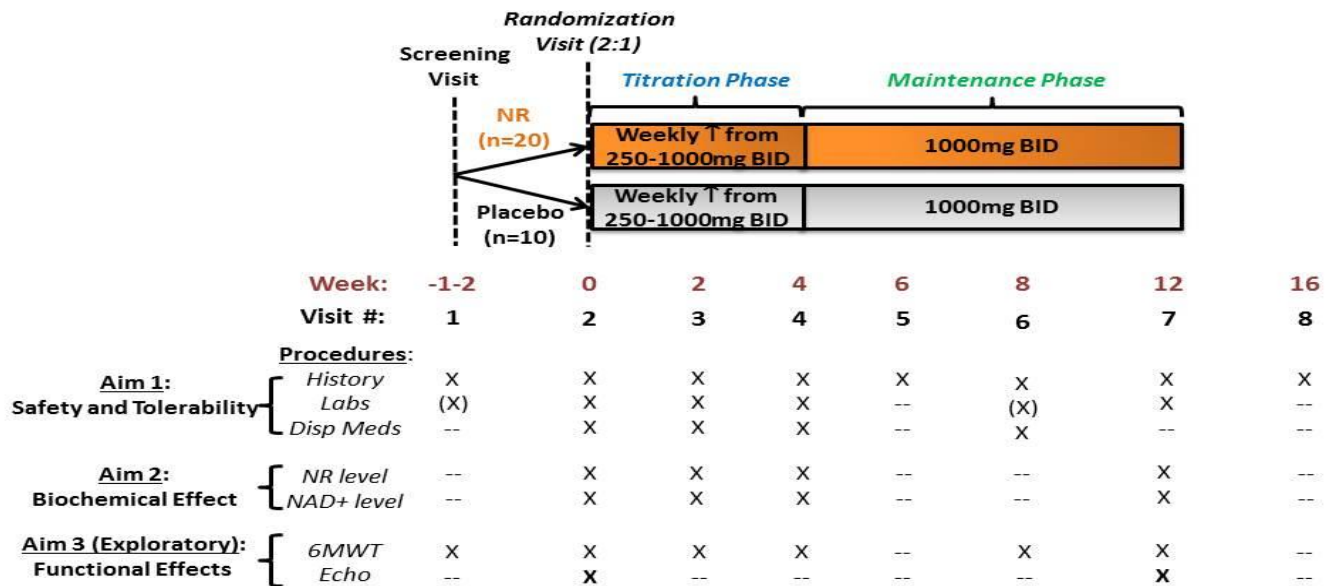 Randomization
Visit (2:1)
Screening
Visit
Titration Phase
Maintenance Phase
NR
(n=20)
Weekly ↑ from
250-1000mg BID
1000mg BID
Placebo
(n=10)
Weekly ↑ from
250-1000mg BID
1000mg BID
Week: -1-2 0 2 4 6 8 12 16
Visit #: 1 2 3 4 5 6 7 8
Procedures:
Aim 1:
Safety and Tolerability
History X X X X X X X X
Labs (X) X X X -- (X) X --
Disp Meds -- X X X -- X -- --
Aim 2:
Biochemical Effect
NR level -- X X X -- -- X --
NAD+ level -- X X X -- -- X --
Aim 3 (Exploratory):
Functional Effects
6MWT X X X X -- X X --
Echo -- X -- -- -- -- X --